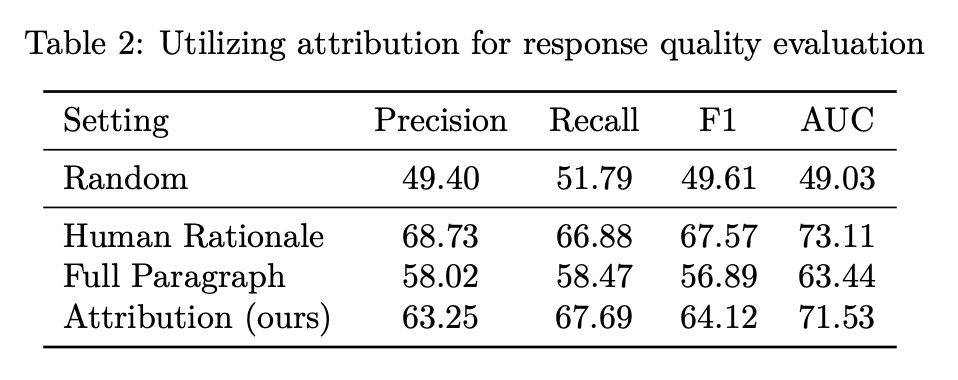 Table 2: Utilizing attribution for response quality evaluation
Setting Precision Recall F1 AUC
Random 49.40 51.79 49.61 49.03
Human Rationale 68.73 66.88 67.57 73.11
Full Paragraph 58.02 58.47 56.89 63.44
Attribution (ours) 63.25 67.69 64.12 71.53